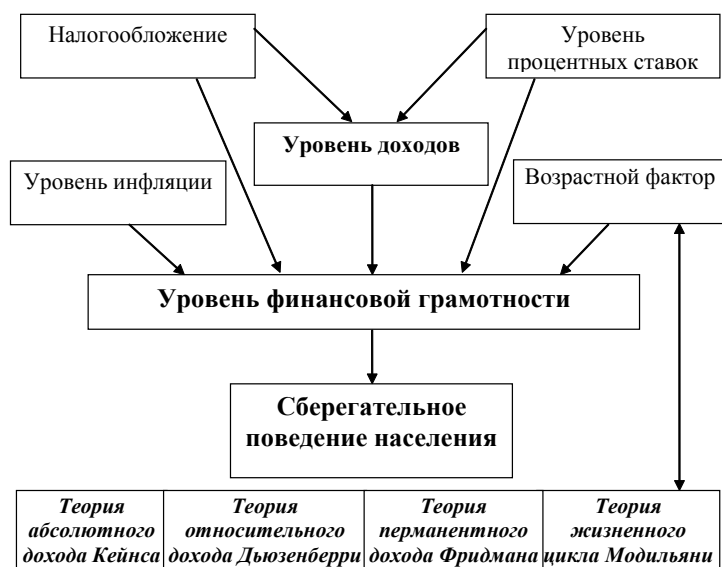 Налогообложение
Уровень
процентных ставок
Уровень доходов
Уровень инфляции
Возрастной фактор
Уровень финансовой грамотности
Сберегательное
поведение населения
Теория
абсолютного
дохода Кейнса
Теория
относительного
дохода Дьюзенберри
Теория
перманентного
дохода Фридмана
Теория
жизненного
цикла Модильяни